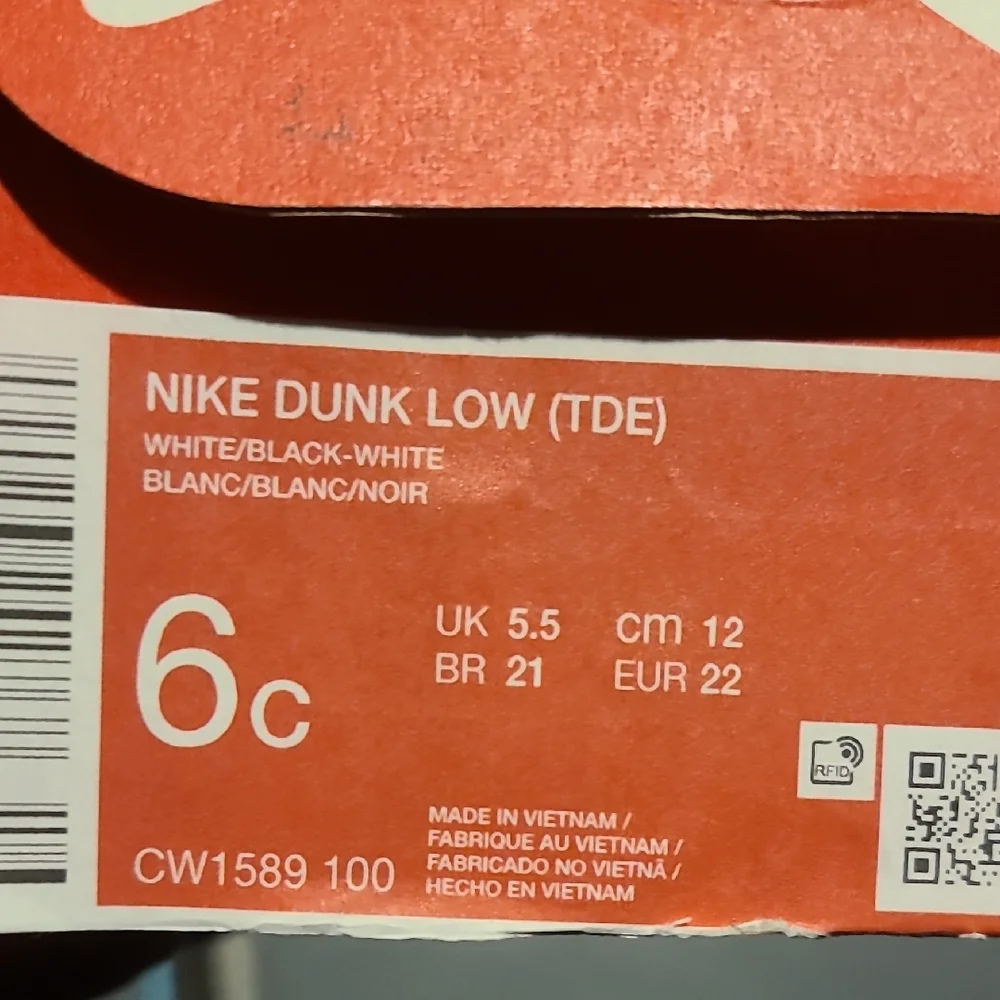 NIKE DUNK LOW (TDE)
WHITE/BLACK-WHITE
BLANC/BLANC/NOIR
6c
UK 5.5 cm 12
BR 21 EUR 22
RFID
MADE IN VIETNAM /
FABRIQUE AU VIETNAM /
FABRICADO NO VIETNÃ /
HECHO EN VIETNAM
CW1589 100